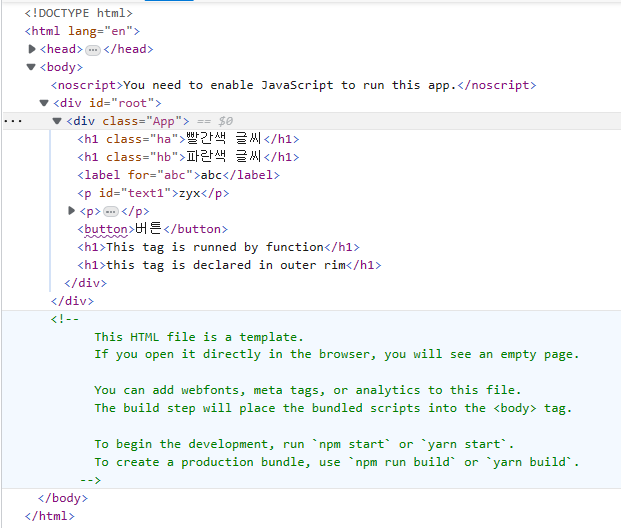 <!DOCTYPE html>
<html lang="en">
<head>…</head>
<body>
<noscript>You need to enable JavaScript to run this app.</noscript>
<div id="root">
··· <div class="App"> == $0
<h1 class="ha">빨간색 글씨</h1>
<h1 class="hb">파란색 글씨</h1>
<label for="abc">abc</label>
<p id="text1">zyx</p>
<p>…</p>
<button>버튼</button>
<h1>This tag is runned by function</h1>
<h1>this tag is declared in outer rim</h1>
</div>
</div>
<!--
This HTML file is a template.
If you open it directly in the browser, you will see an empty page.
You can add webfonts, meta tags, or analytics to this file.
The build step will place the bundled scripts into the <body> tag.
To begin the development, run `npm start` or `yarn start`.
To create a production bundle, use `npm run build` or `yarn build`.
-->
</body>
</html>